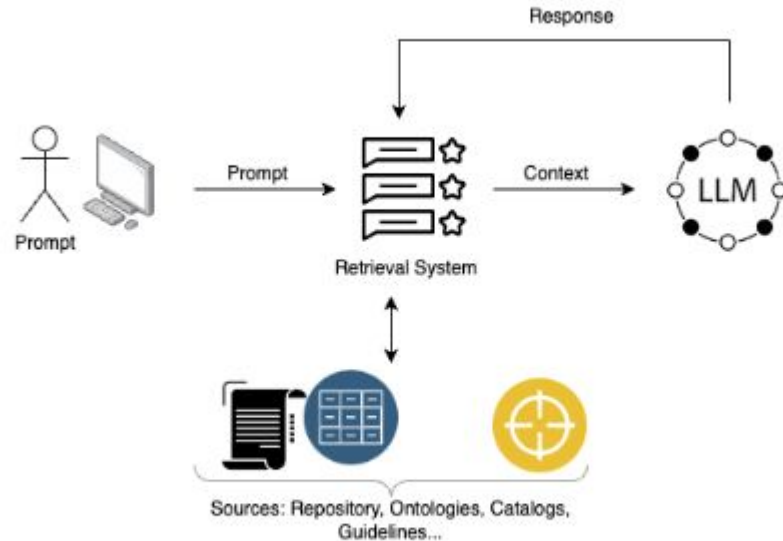 Response
Prompt
Context
LLM
Prompt
Retrieval System
Sources: Repository, Ontologies, Catalogs,
Guidelines...